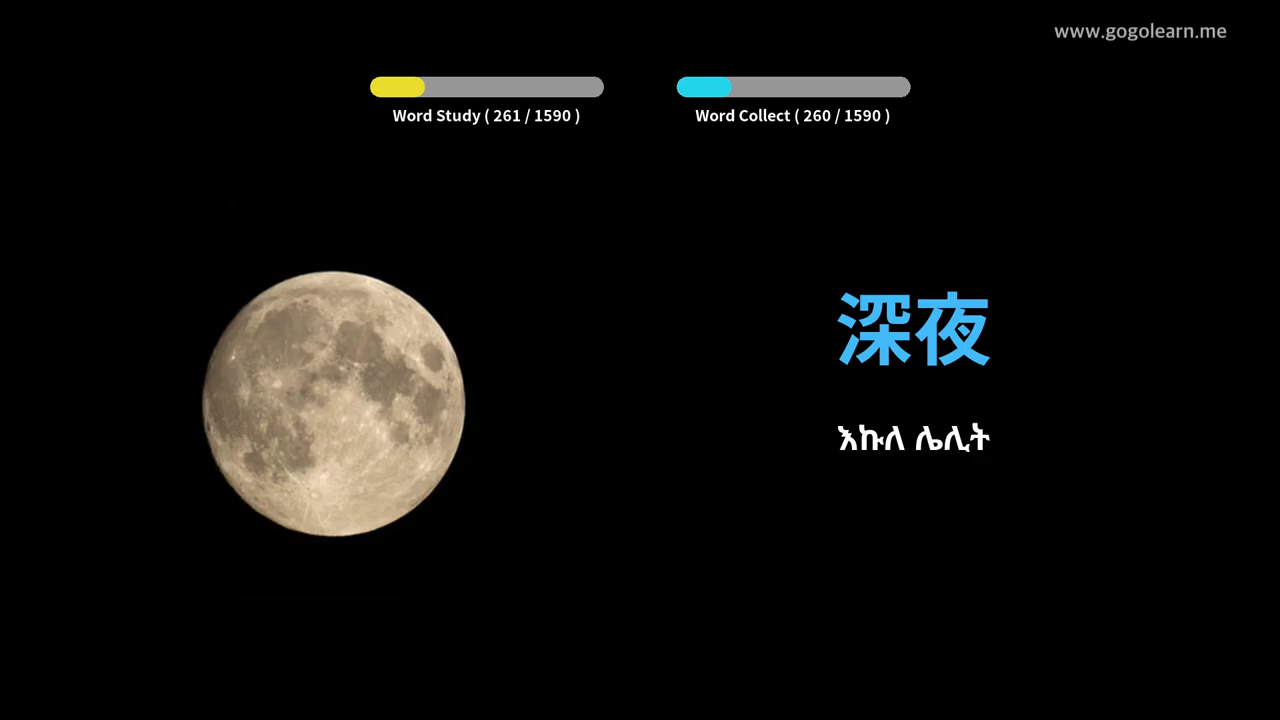 www.gogolearn.me
Word Study ( 261 / 1590 )
Word Collect ( 260 / 1590 )
深夜
እኩለ ሌሊት